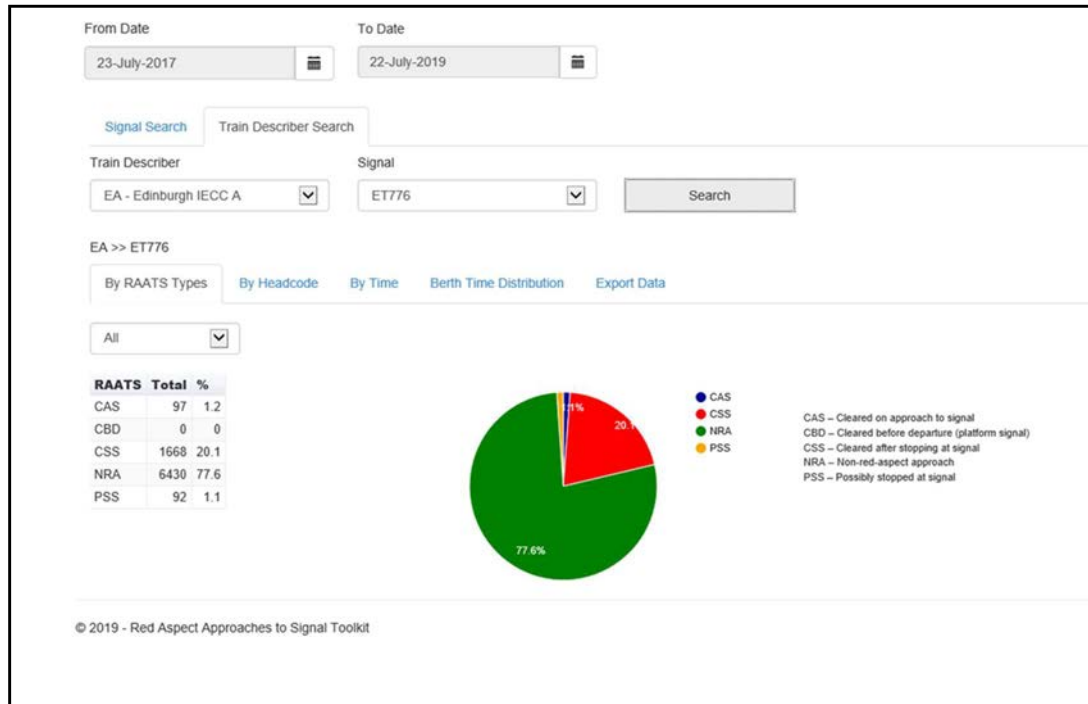 From Date To Date
23-July-2017 22-July-2019
Signal Search Train Describer Search
Train Describer Signal
EA - Edinburgh IECC A ET776 Search
EA >> ET776
By RAATS Types By Headcode By Time Berth Time Distribution Export Data
All
RAATS Total %
CAS 97 1.2
CBD 0 0
CSS 1668 20.1
NRA 6430 77.6
PSS 92 1.1
77.6%
CAS
CSS
NRA
PSS
CAS – Cleared on approach to signal
CBD – Cleared before departure (platform signal)
CSS – Cleared after stopping at signal
NRA – Non-red-aspect approach
PSS – Possibly stopped at signal
© 2019 - Red Aspect Approaches to Signal Toolkit